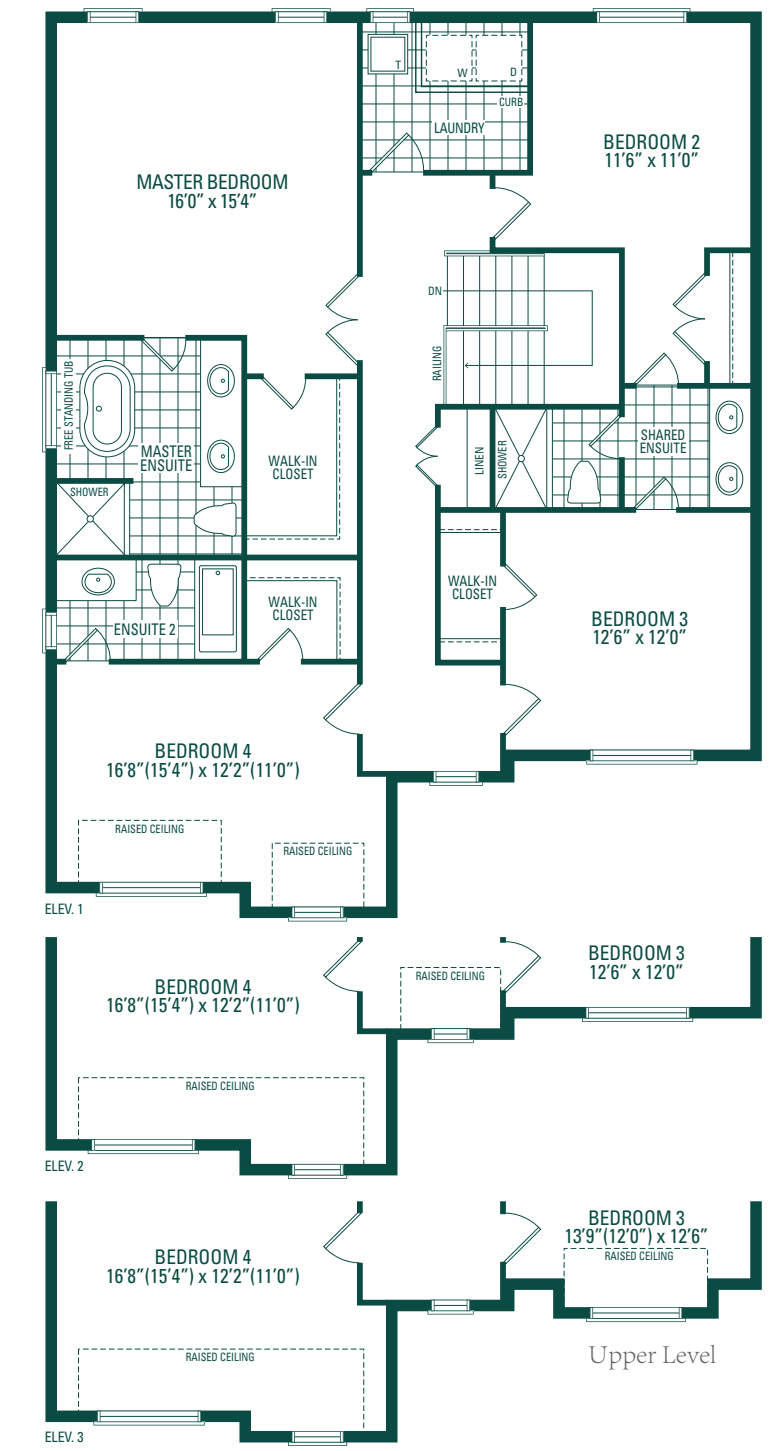 T
W
D
CURB
LAUNDRY
BEDROOM 2
11'6" x 11'0"
MASTER BEDROOM
16'0" x 15'4"
DN
RAILING
FREE STANDING TUB
MASTER
ENSUITE
SHOWER
WALK-IN
CLOSET
LINEN
SHOWER
SHARED
ENSUITE
WALK-IN
CLOSET
WALK-IN
CLOSET
ENSUITE 2
BEDROOM 3
12'6" x 12'0"
BEDROOM 4
16'8"(15'4") x 12'2"(11'0")
RAISED CEILING
RAISED CEILING
ELEV. 1
BEDROOM 3
12'6" x 12'0"
RAISED CEILING
BEDROOM 4
16'8"(15'4") x 12'2"(11'0")
RAISED CEILING
ELEV. 2
BEDROOM 3
13'9"(12'0") x 12'6"
RAISED CEILING
BEDROOM 4
16'8"(15'4") x 12'2"(11'0")
RAISED CEILING
Upper Level
ELEV. 3